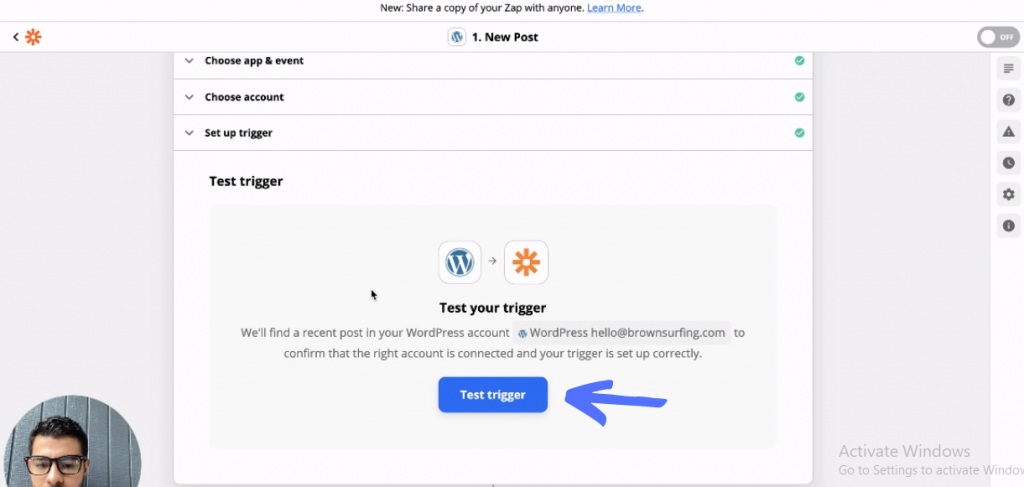 New: Share a copy of your Zap with anyone. Learn More.
1. New Post
OFF
Choose app & event
Choose account
Set up trigger
Test trigger
Test your trigger
We'll find a recent post in your WordPress account WordPress hello@brownsurfing.com to
confirm that the right account is connected and your trigger is set up correctly.
Test trigger
Activate Windows
Go to Settings to activate Window